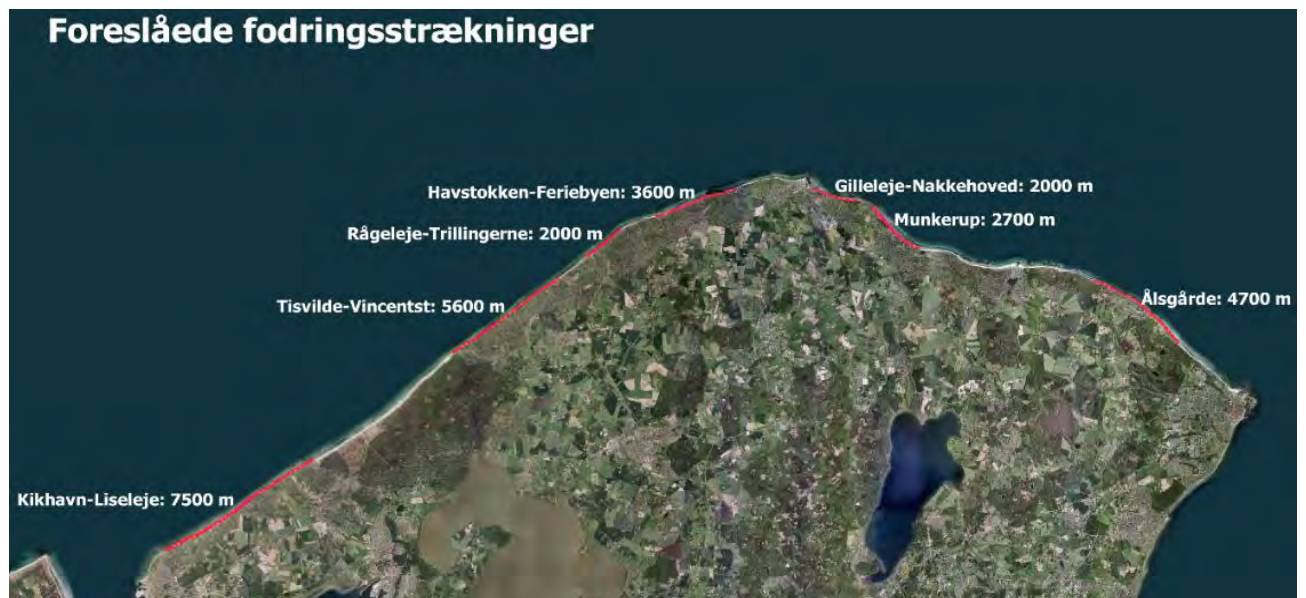 Foreslåede fodringsstrækninger
Havstokken-Feriebyen: 3600 m
Gilleleje-Nakkehoved: 2000 m
Munkerup: 2700 m
Rågeleje-Trillingerne: 2000 m
Tisvilde-Vincentst: 5600 m
Ålsgårde: 4700 m
Kikhavn-Liseleje: 7500 m